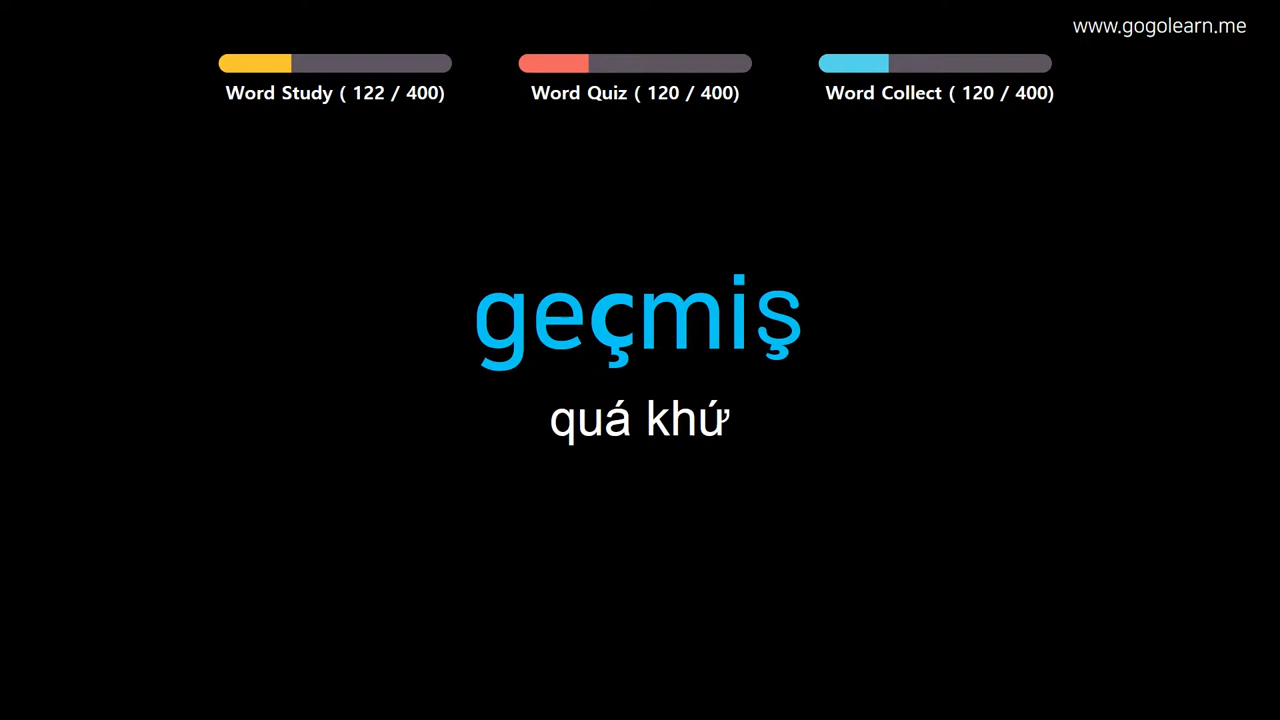 www.gogolearn.me
Word Study ( 122 / 400)
Word Quiz ( 120 / 400)
Word Collect ( 120 / 400)
geçmiş
quá khứ